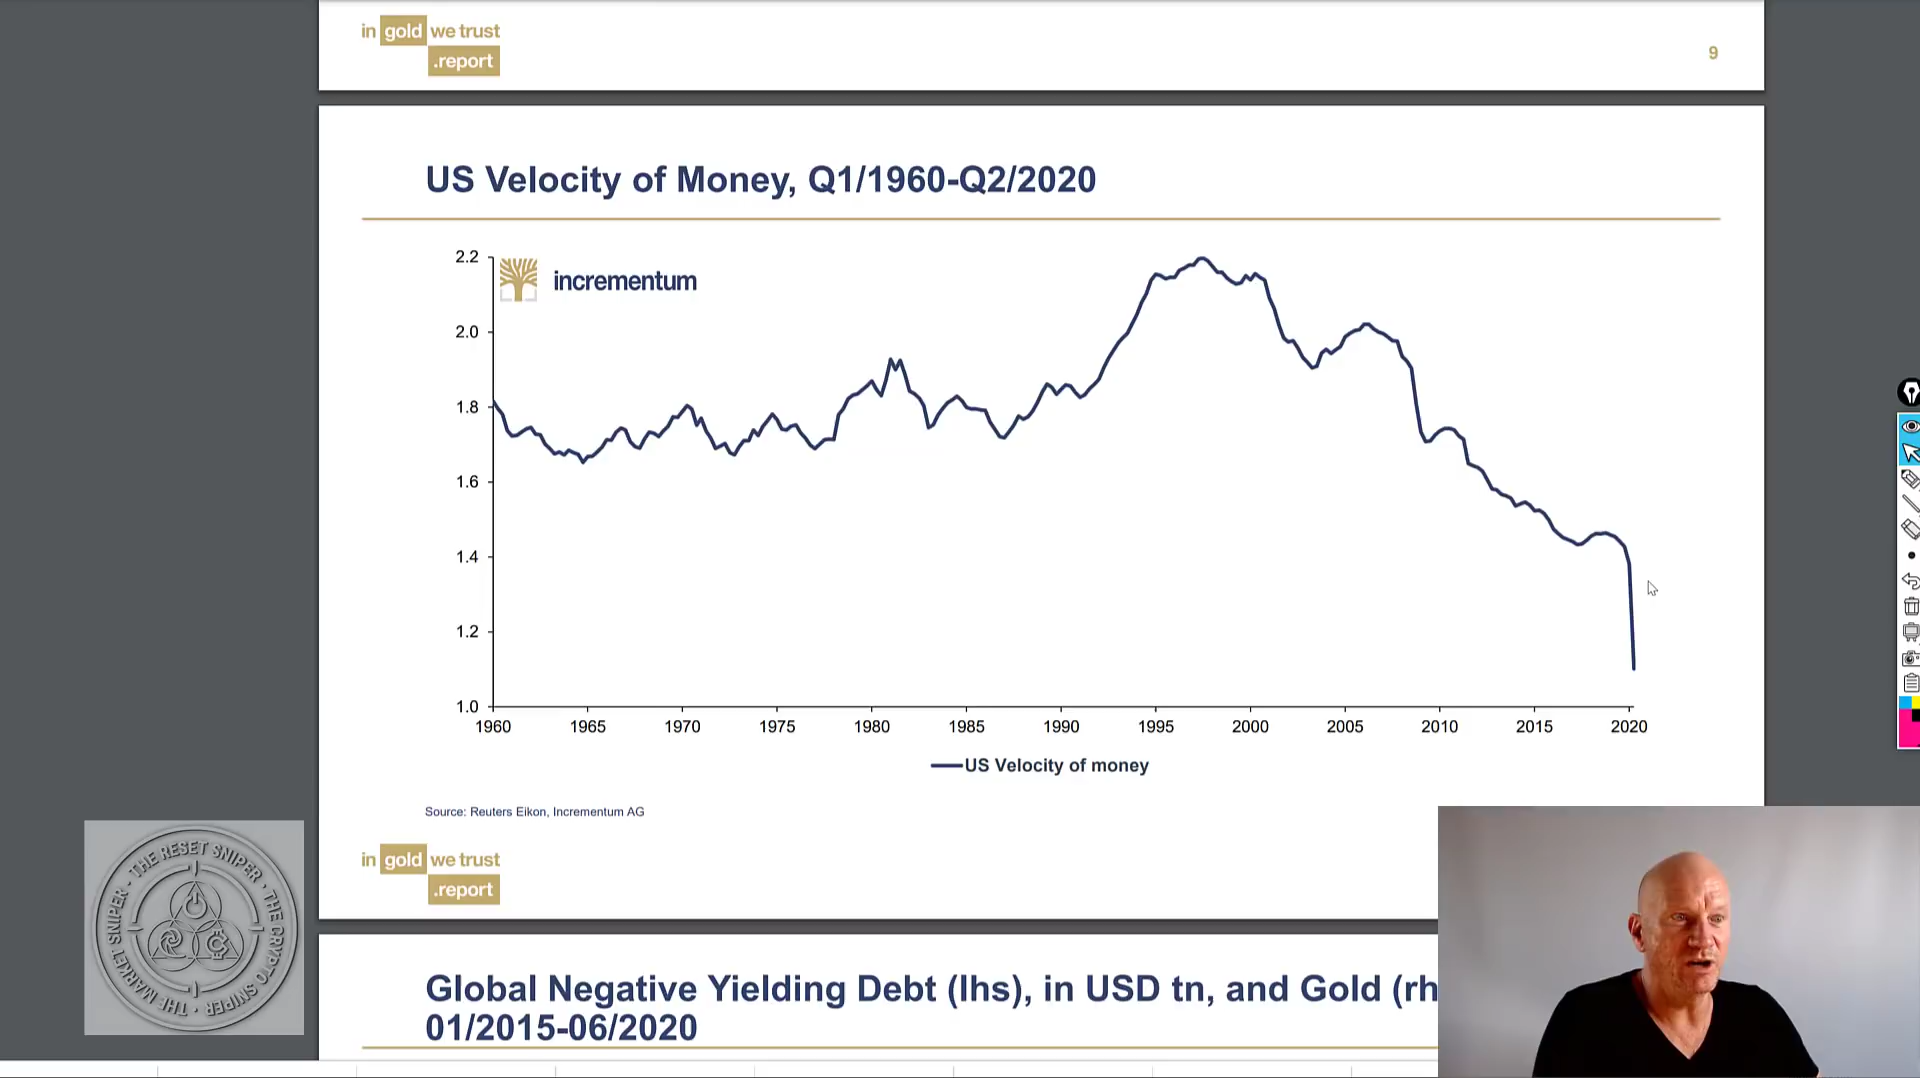 in gold we trust
.report
9
US Velocity of Money, Q1/1960-Q2/2020
incrementum
2.2
2.0
1.8
1.6
1.4
1.2
1.0
1960 1965 1970 1975 1980 1985 1990 1995 2000 2005 2010 2015 2020
US Velocity of money
Source: Reuters Eikon, Incrementum AG
in gold we trust
.report
THE RESET SNIPER · THE CRYPTO SNIPER · THE MARKET SNIPER ·
Global Negative Yielding Debt (lhs), in USD tn, and Gold (rh
01/2015-06/2020